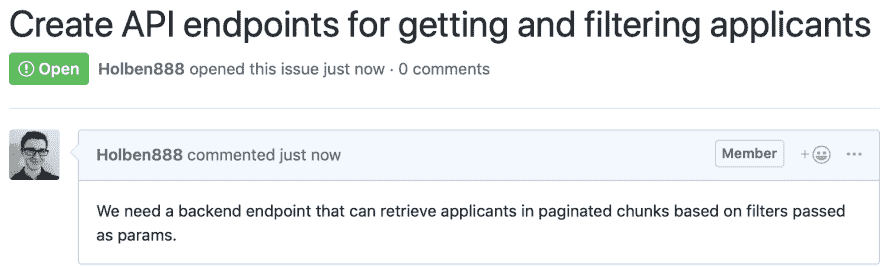 Create API endpoints for getting and filtering applicants
Open Holben888 opened this issue just now · 0 comments
Holben888 commented just now Member
We need a backend endpoint that can retrieve applicants in paginated chunks based on filters passed
as params.